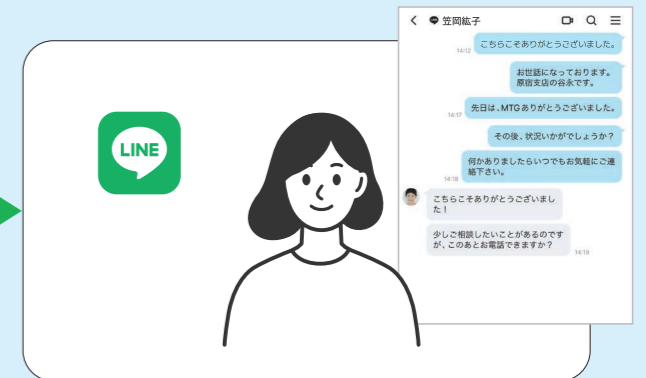 笠岡紘子
こちらこそありがとうございました。
14:12
お世話になっております。
原宿支店の谷永です。
先日は、MTGありがとうございました。
14:17
その後、状況いかがでしょうか?
何かありましたらいつでもお気軽にご連
絡下さい。
14:18
LINE
こちらこそありがとうございまし
た!
少しご相談したいことがあるのです
が、このあとお電話できますか?
14:19